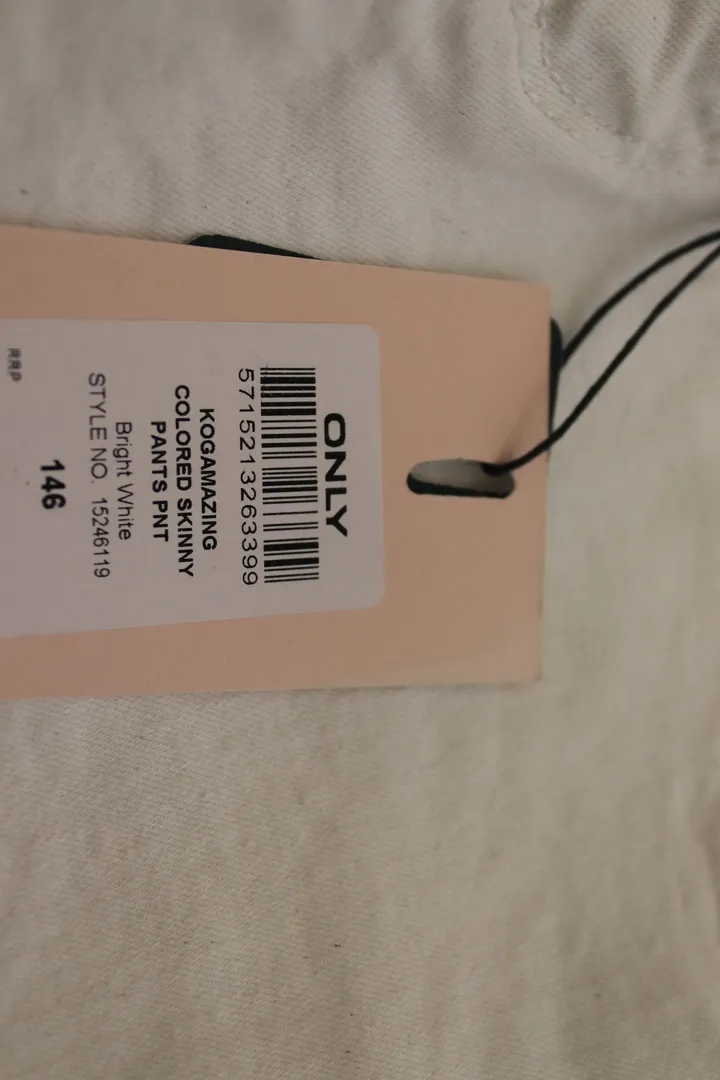 ONLY
5715213263399
KOGAMAZING
COLORED SKINNY
PANTS PNT
Bright White
STYLE NO. 15246119
146
RRP